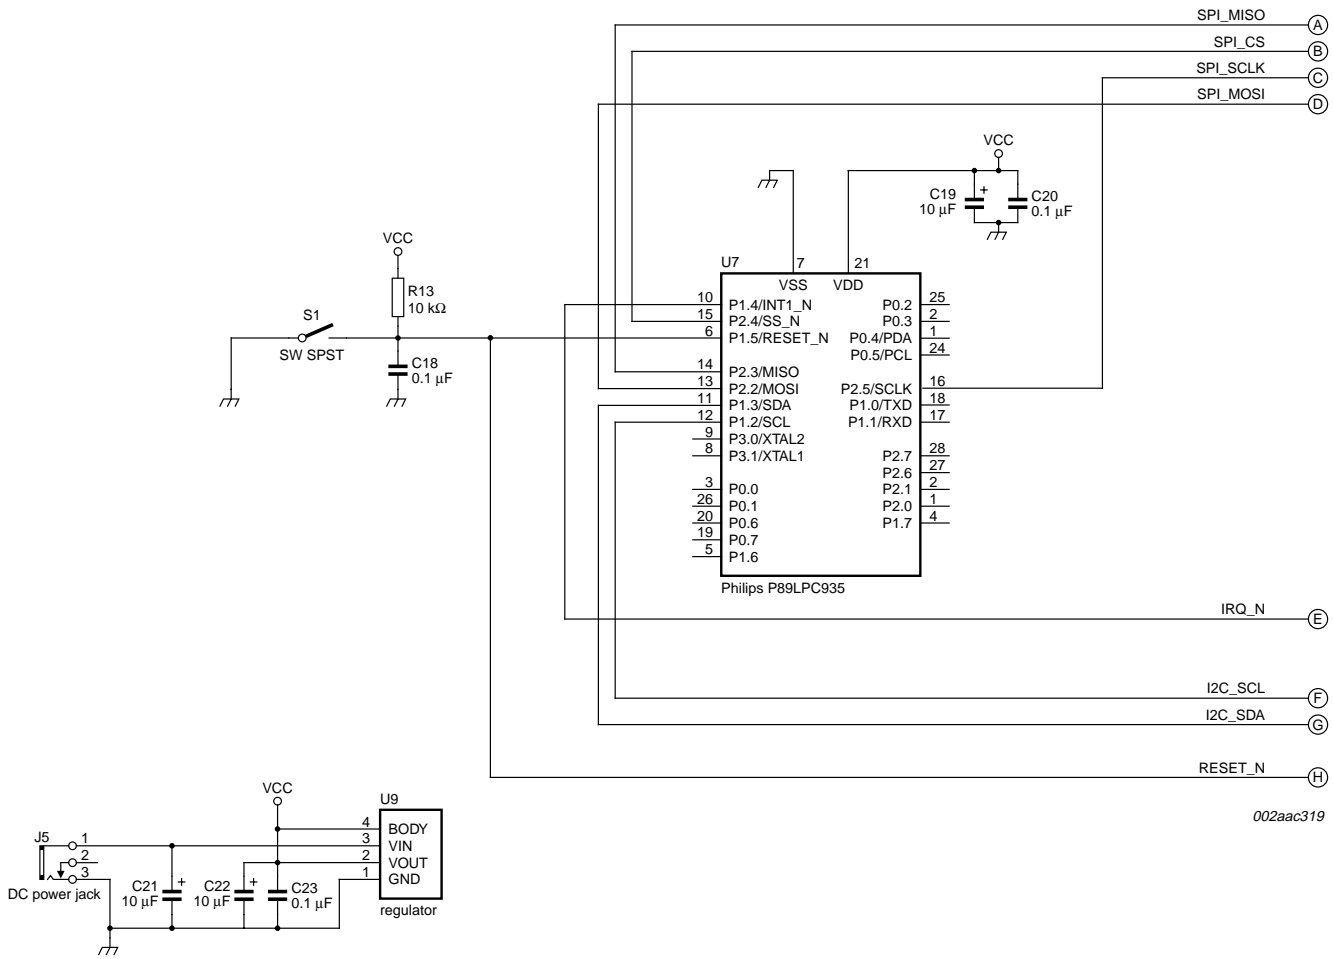 SPI_MISO
A
SPI_CS
B
SPI_SCLK
C
SPI_MOSI
D
VCC
C19
+
10 µF
C20
0.1 µF
VCC
R13
10 kΩ
S1
SW SPST
C18
0.1 µF
U7
7
21
VSS
VDD
10 P1.4/INT1_N
15 P2.4/SS_N
6 P1.5/RESET_N
14 P2.3/MISO
13 P2.2/MOSI
11 P1.3/SDA
12 P1.2/SCL
9 P3.0/XTAL2
8 P3.1/XTAL1
3 P0.0
26 P0.1
20 P0.6
19 P0.7
5 P1.6
P0.2 25
P0.3 2
P0.4/PDA 1
P0.5/PCL 24
P2.5/SCLK 16
P1.0/TXD 18
P1.1/RXD 17
P2.7 28
P2.6 27
P2.1 2
P2.0 1
P1.7 4
Philips P89LPC935
IRQ_N
E
I2C_SCL
F
I2C_SDA
G
RESET_N
H
002aac319
VCC
U9
4 BODY
3 VIN
2 VOUT
1 GND
regulator
J5
1
2
3
DC power jack
C21
+
10 µF
C22
+
10 µF
C23
0.1 µF